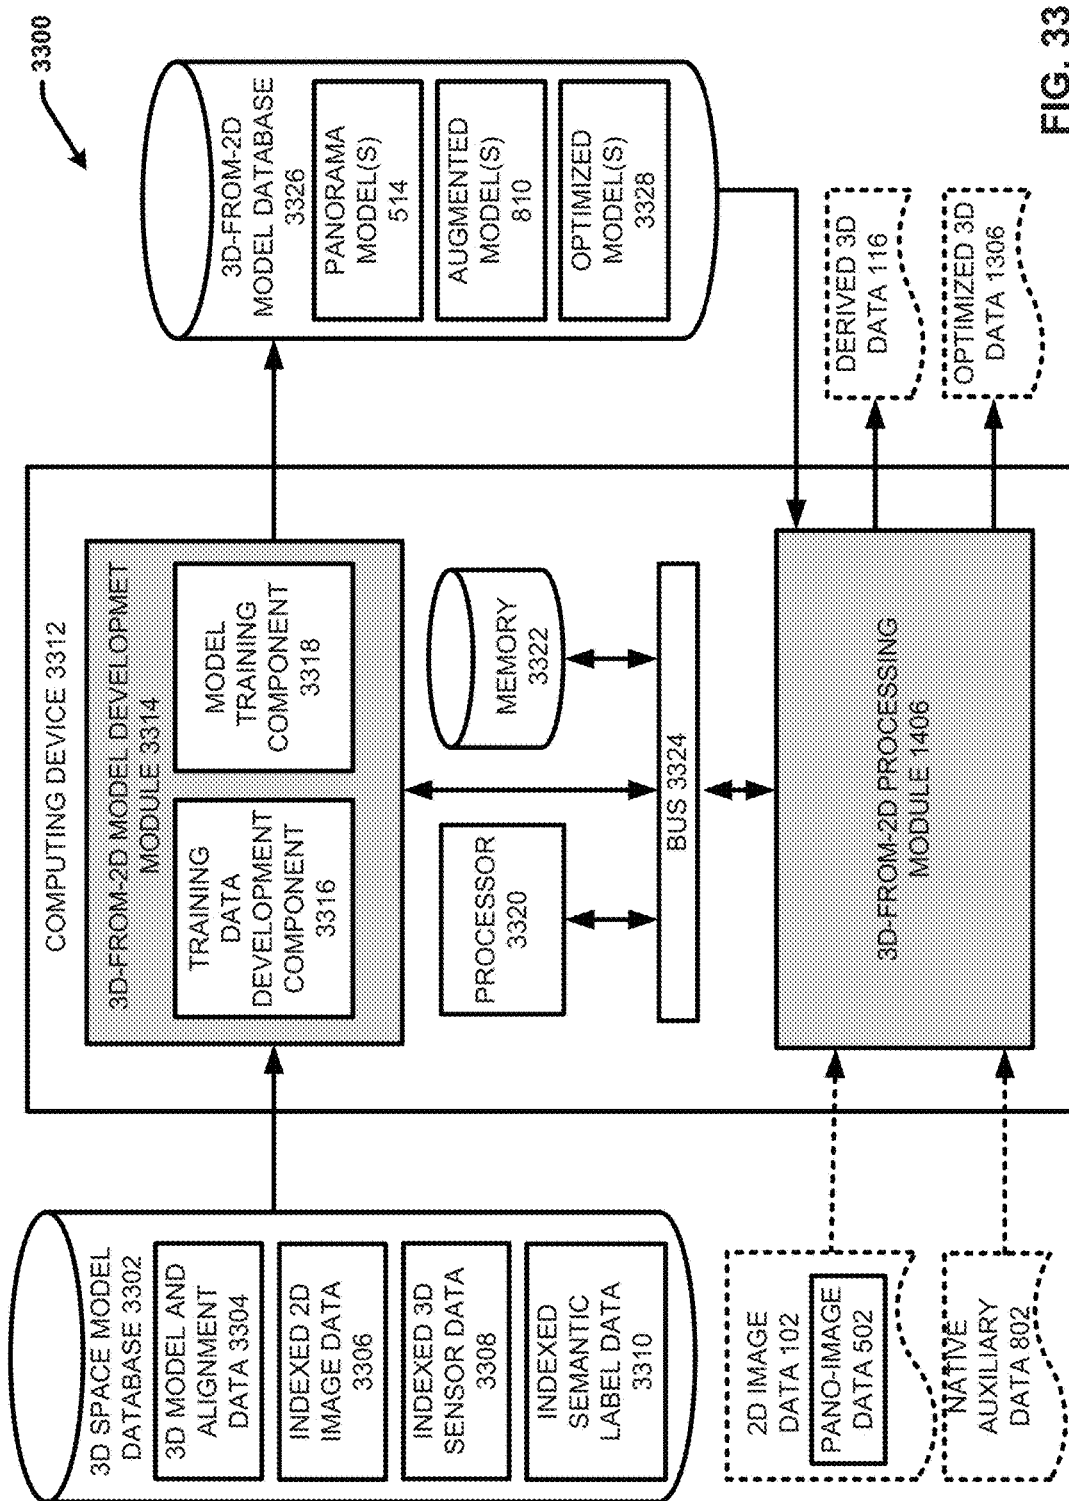 3300
3D SPACE MODEL
DATABASE 3302
3D MODEL AND
ALIGNMENT
DATA 3304
INDEXED 2D
IMAGE DATA
3306
INDEXED 3D
SENSOR DATA
3308
INDEXED
SEMANTIC
LABEL DATA
3310
2D IMAGE
DATA 102
PANO-IMAGE
DATA 502
NATIVE
AUXILIARY
DATA 802
COMPUTING DEVICE 3312
3D-FROM-2D MODEL DEVELOPMET
MODULE 3314
TRAINING
DATA
DEVELOPMENT
COMPONENT
3316
MODEL
TRAINING
COMPONENT
3318
PROCESSOR
3320
MEMORY
3322
BUS 3324
3D-FROM-2D PROCESSING
MODULE 1406
3D-FROM-2D
MODEL DATABASE
3326
PANORAMA
MODEL(S)
514
AUGMENTED
MODEL(S)
810
OPTIMIZED
MODEL(S)
3328
DERIVED 3D
DATA 116
OPTIMIZED 3D
DATA 1306
FIG. 33